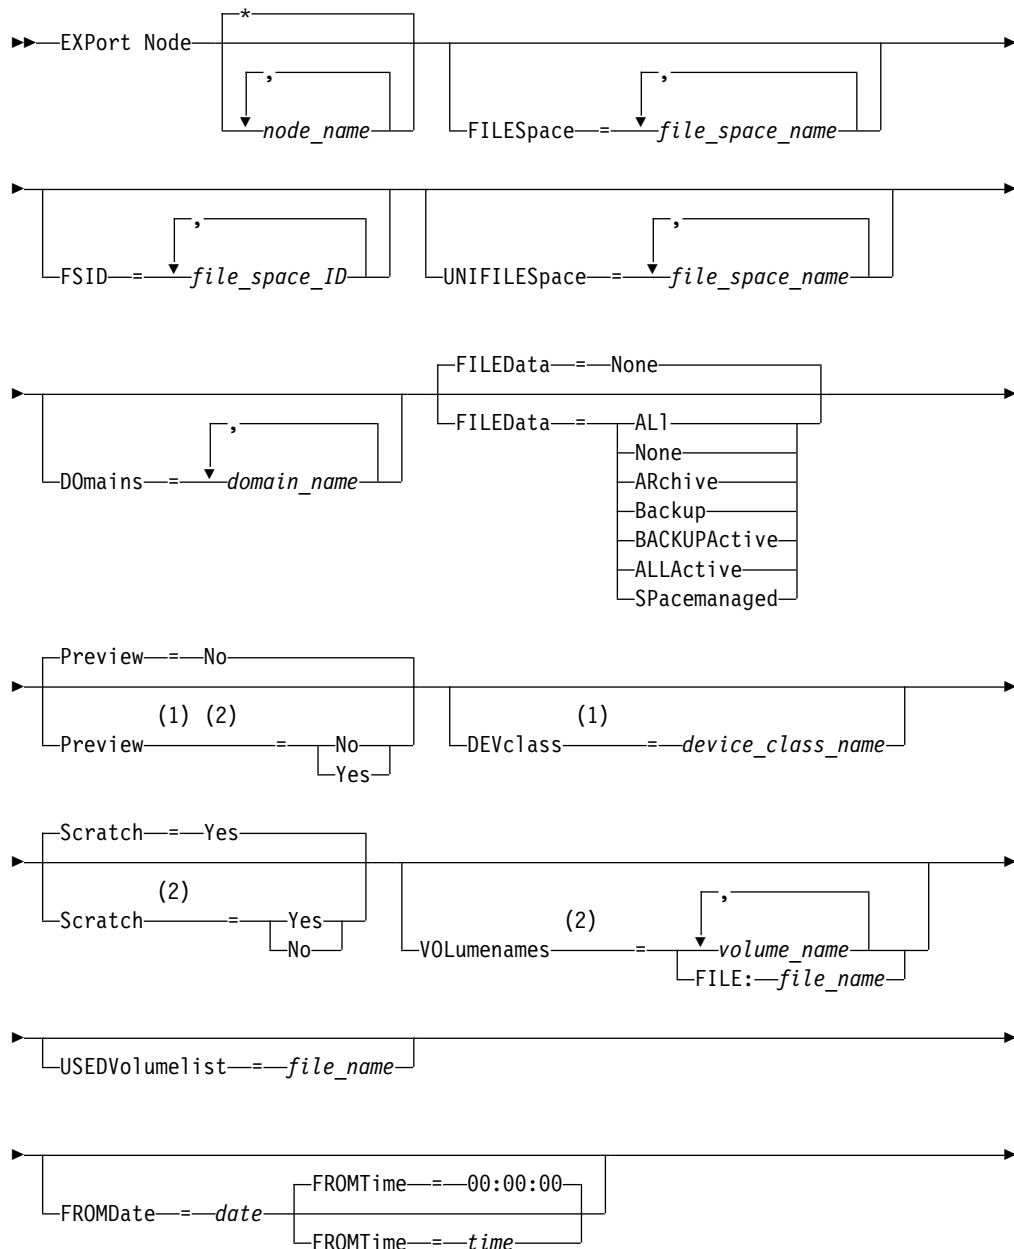 *
EXPort Node
,
node_name
,
FILESpace = file_space_name
,
FSID = file_space_ID
,
UNIFILESpace = file_space_name
,
DOmains = domain_name
FILEData = None
FILEData = ALl
None
ARchive
Backup
BACKUPActive
ALLActive
SPacemanaged
Preview = No
(1) (2)
Preview = No
Yes
(1)
DEVclass = device_class_name
Scratch = Yes
(2)
Scratch = Yes
No
,
(2)
VOLumenames = volume_name
FILE: file_name
USEDVolumelist = file_name
FROMTime = 00:00:00
FROMDate = date
FROMTime = time